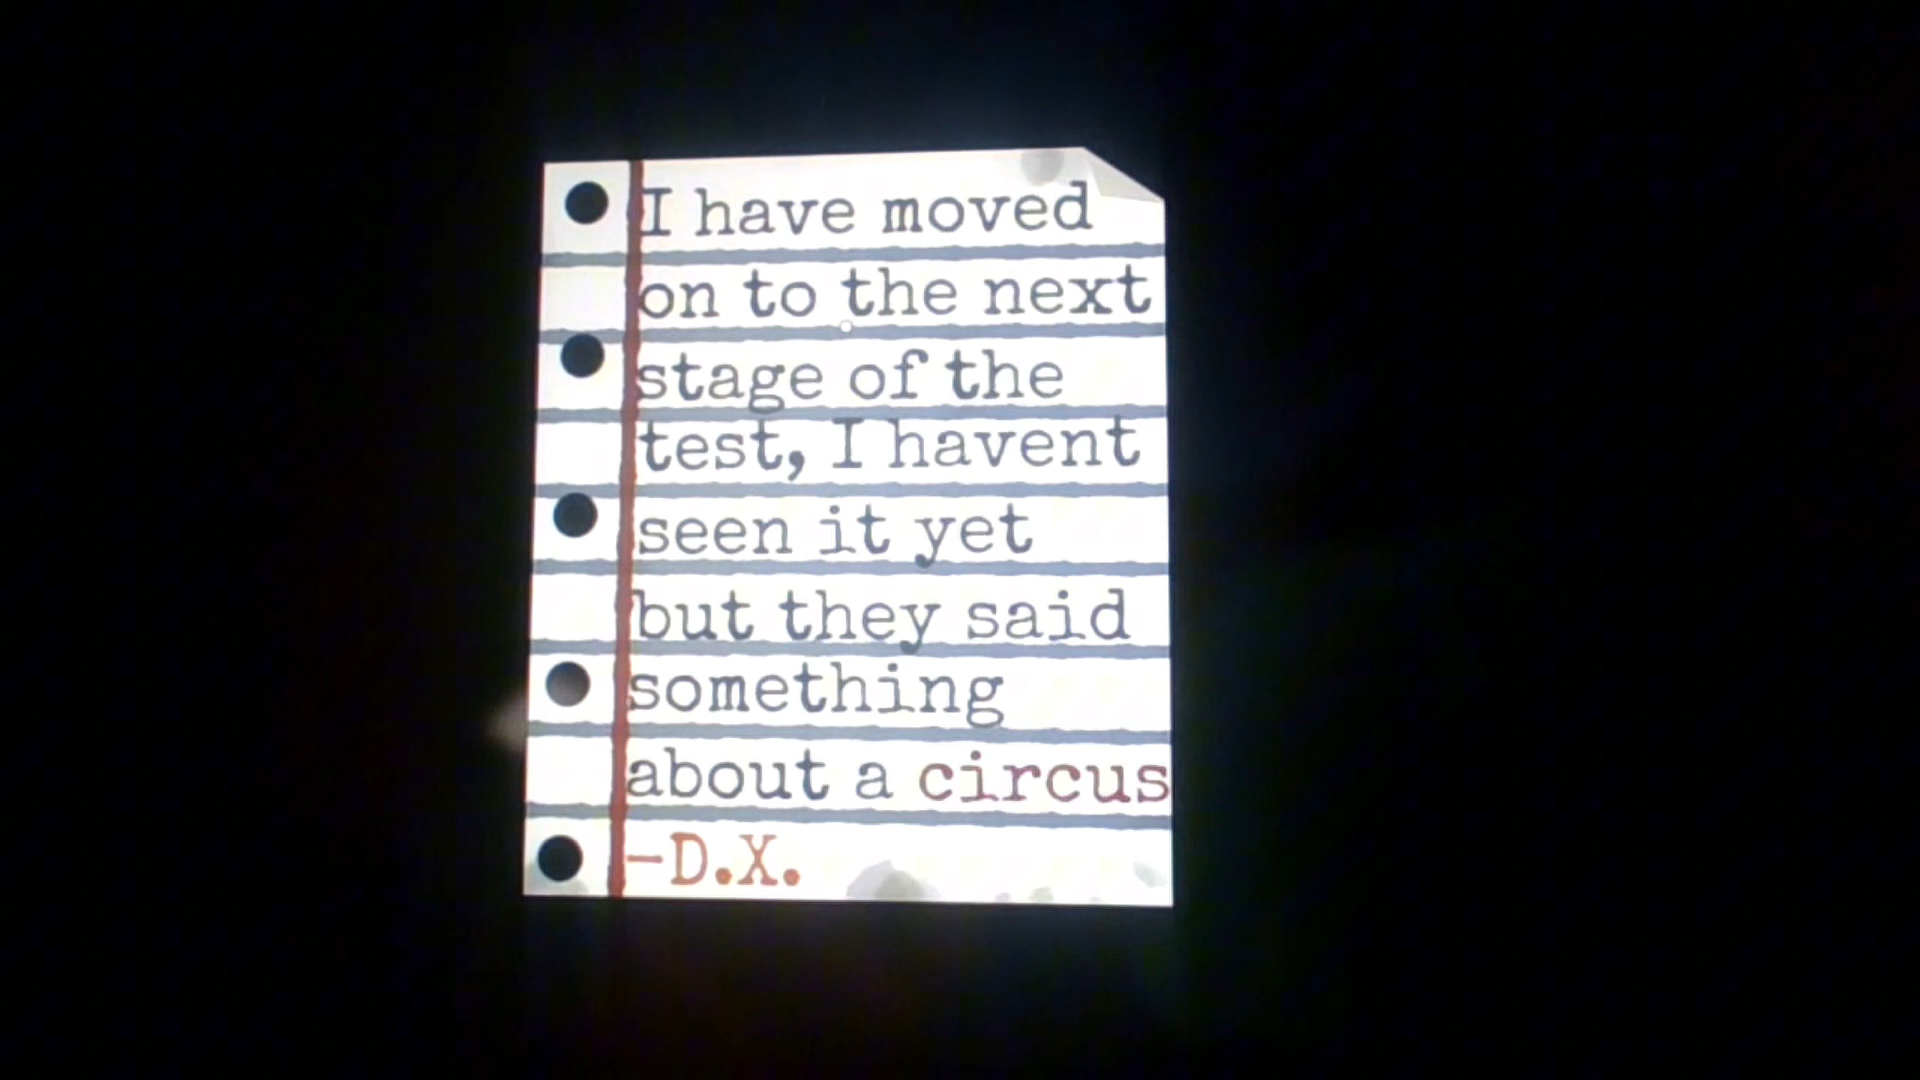 I have moved
on to the next
stage of the
test, I havent
seen it yet
but they said
something
about a circus
-D.X.